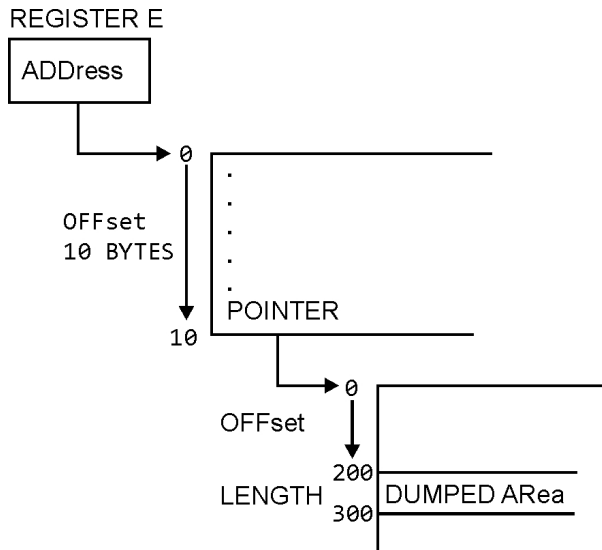 REGISTER E
ADDress
0
.
.
.
.
.
OFFset
10 BYTES
POINTER
10
0
OFFset
200
LENGTH
DUMPED ARea
300